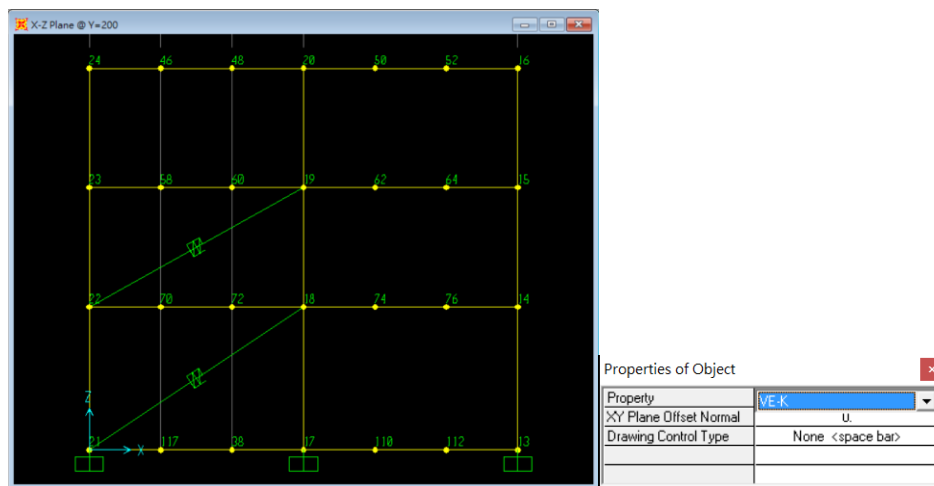 X-Z Plane @ Y=200
24 46 48 20 50 52 16
23 58 60 19 62 64 15
22 70 72 18 74 76 14
Z
21 X 117 38 17 110 112 13
Properties of Object
Property VE-K
XY Plane Offset Normal 0.
Drawing Control Type None <space bar>